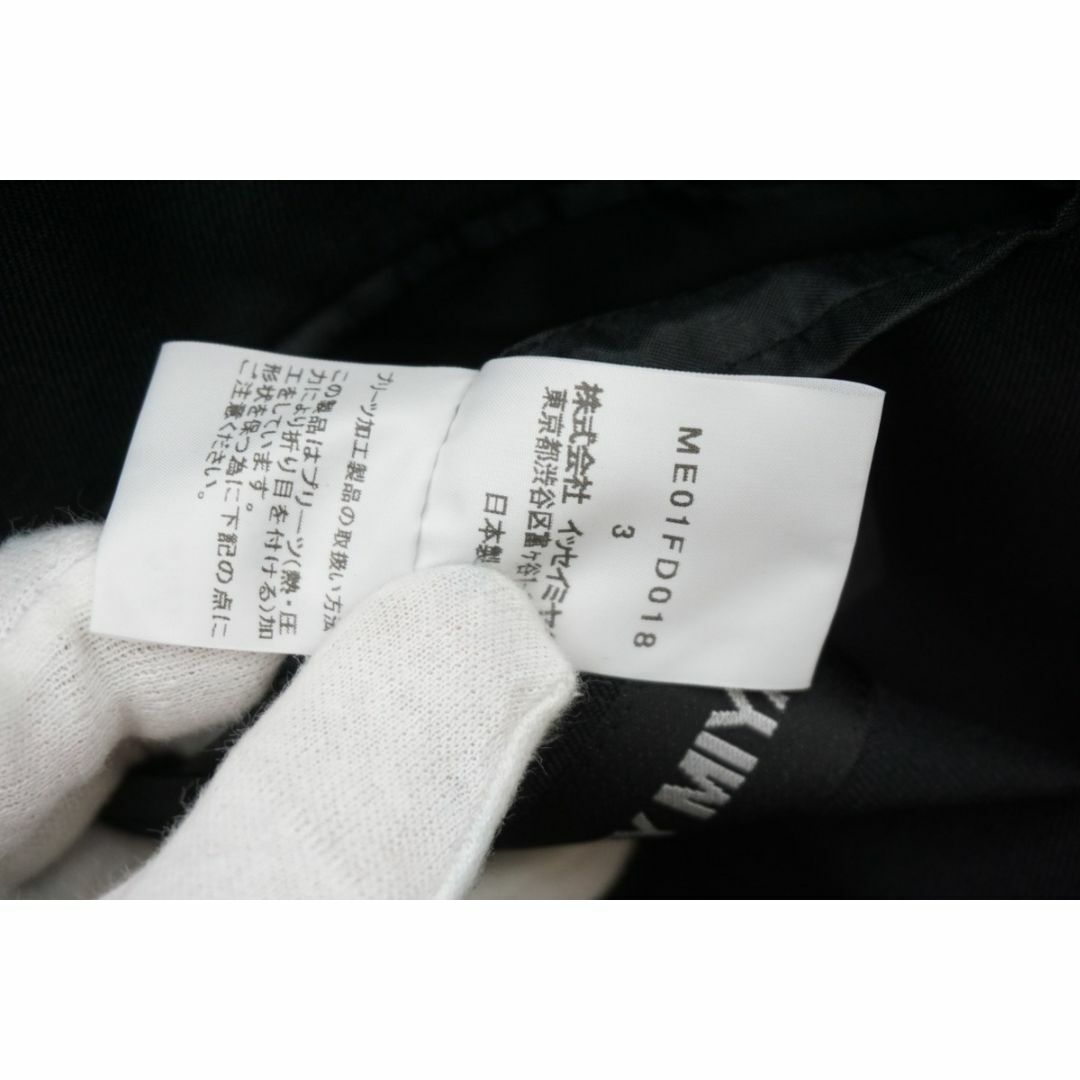 ME01FD018
3
株式会社 イッセイミヤ
東京都渋谷区富ヶ谷1-
日本製
プリーツ加工製品の取扱い方法
この製品はプリーツ(熱・圧
力により折り目を付ける)加
工をしています。
形状を保つ為に下記の点に
ご注意ください。
Y MIYA